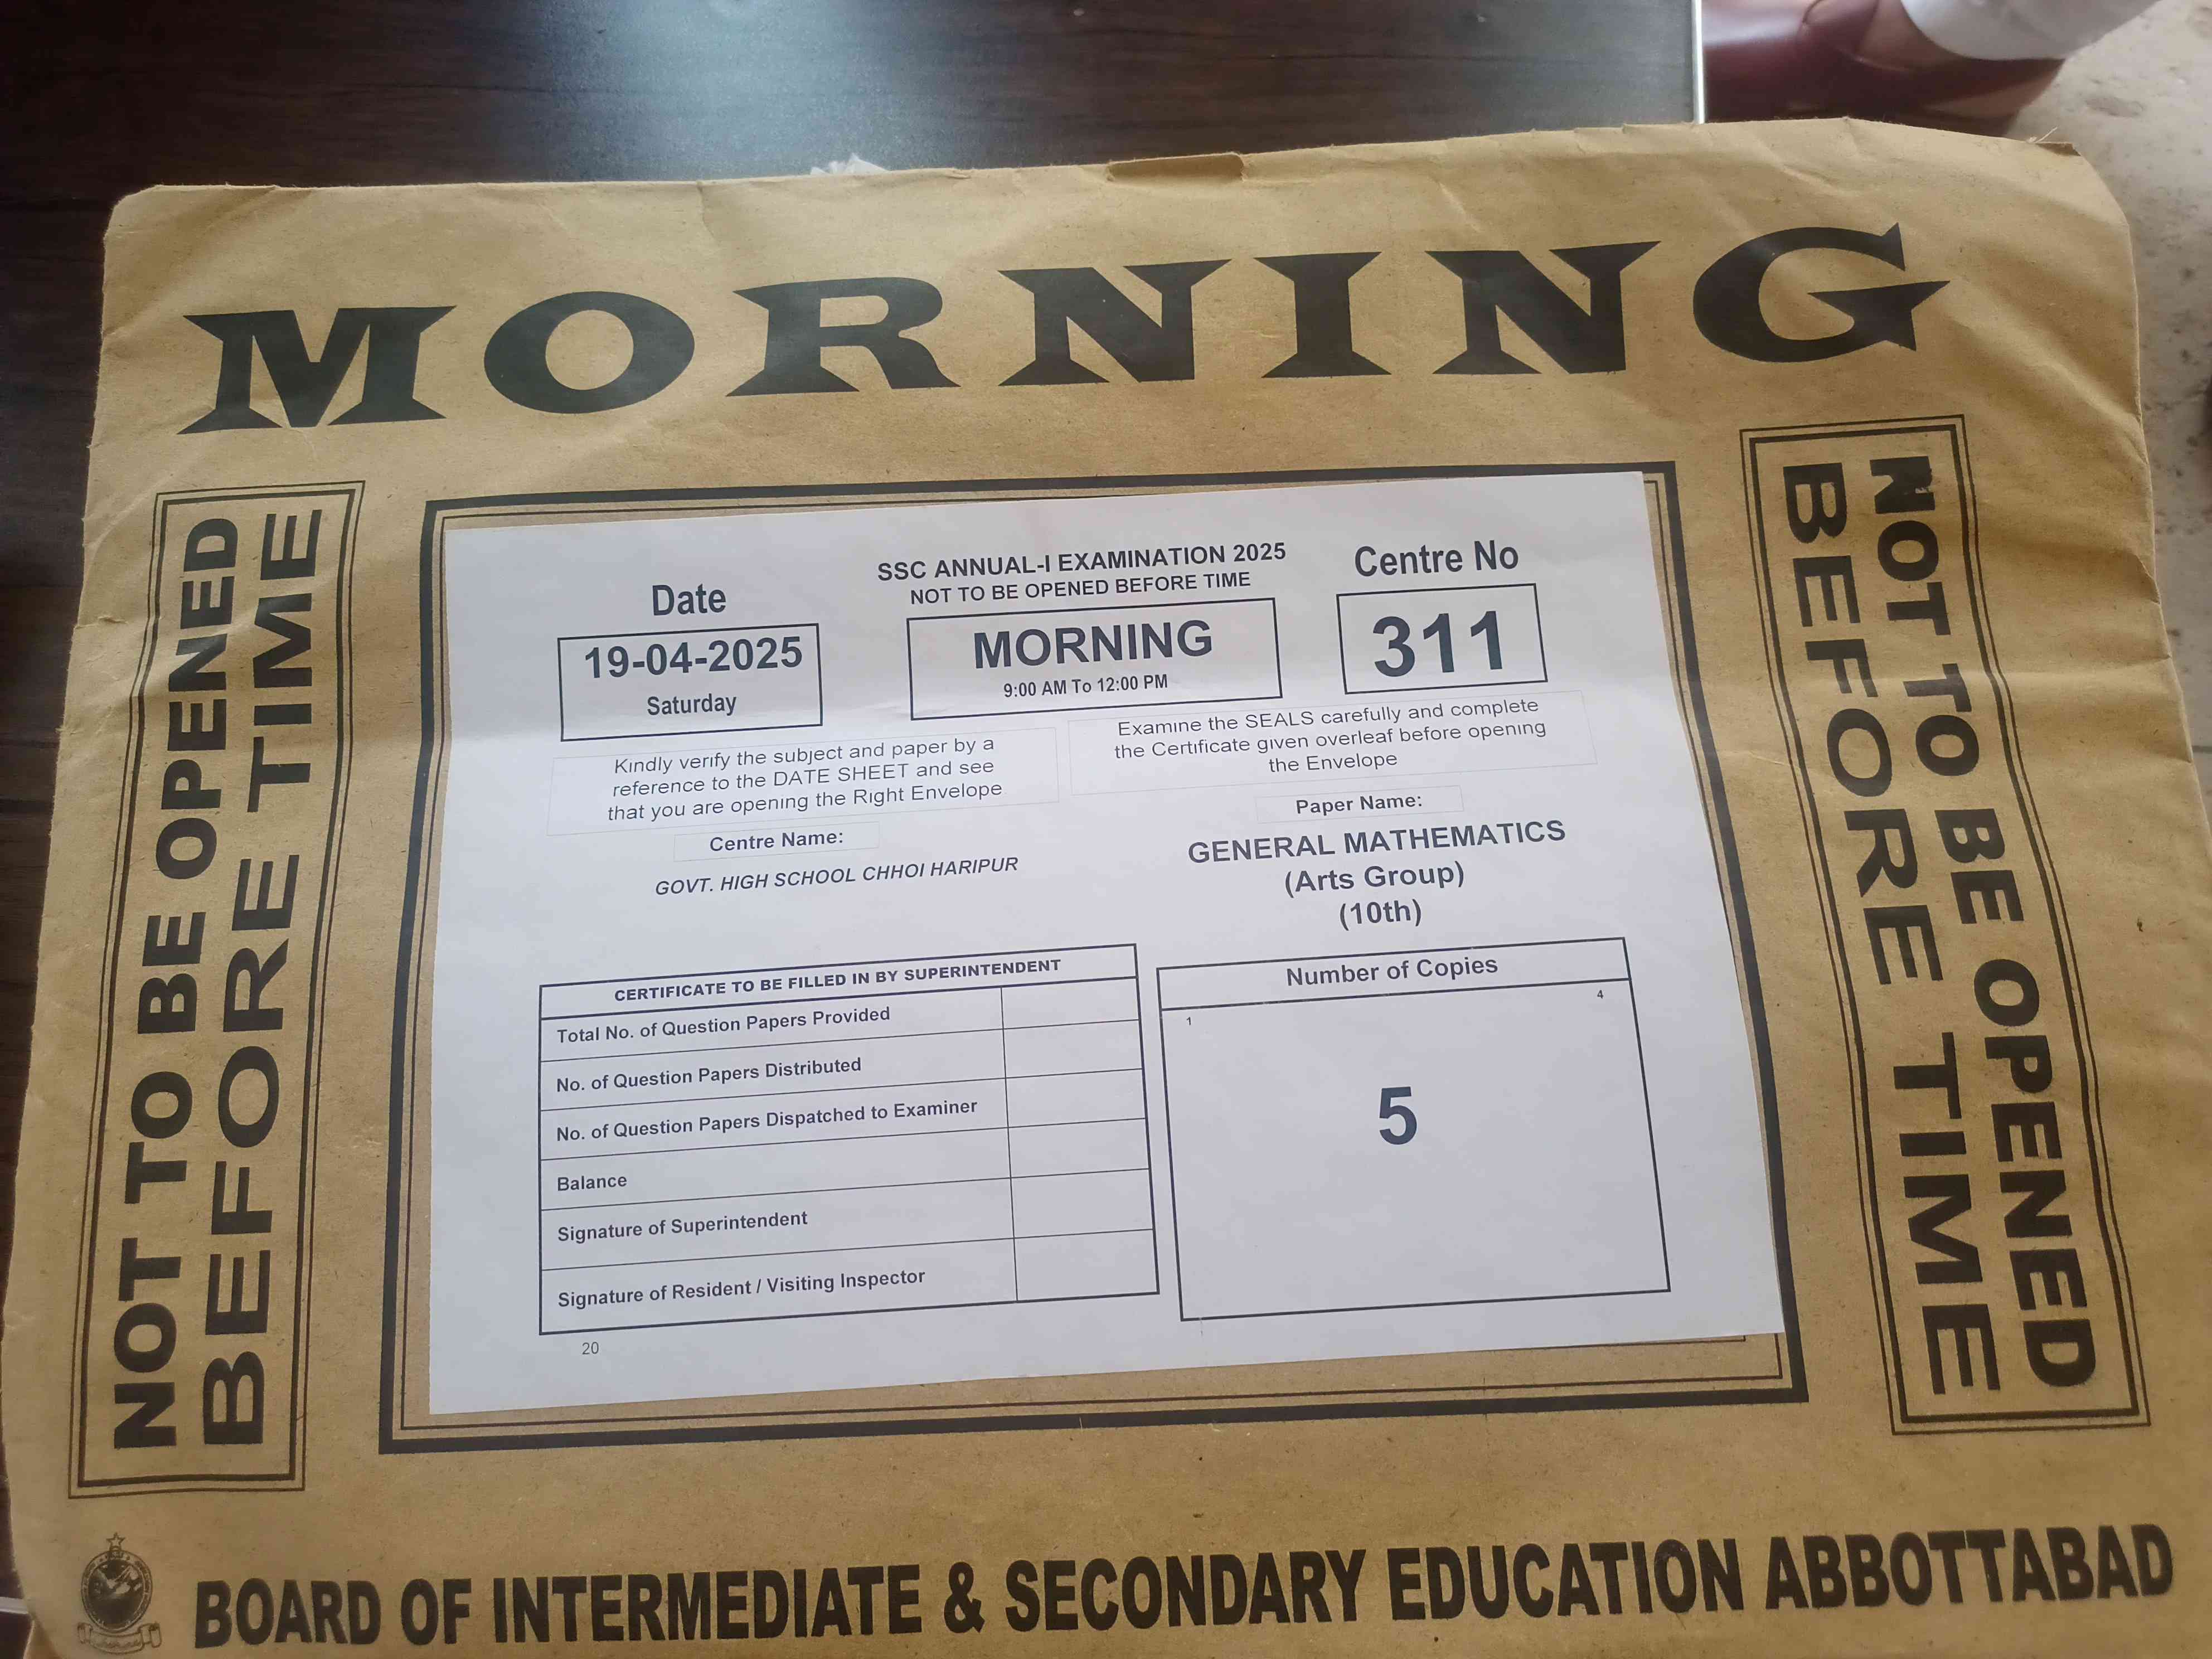 MORNING
NOT TO BE OPENED
BEFORE TIME
SSC ANNUAL-I EXAMINATION 2025
NOT TO BE OPENED BEFORE TIME
Date
19-04-2025
Saturday
MORNING
9:00 AM To 12:00 PM
Centre No
311
Kindly verify the subject and paper by a
reference to the DATE SHEET and see
that you are opening the Right Envelope
Examine the SEALS carefully and complete
the Certificate given overleaf before opening
the Envelope
Centre Name:
GOVT. HIGH SCHOOL CHHOI HARIPUR
Paper Name:
GENERAL MATHEMATICS
(Arts Group)
(10th)
CERTIFICATE TO BE FILLED IN BY SUPERINTENDENT
Total No. of Question Papers Provided
No. of Question Papers Distributed
No. of Question Papers Dispatched to Examiner
Balance
Signature of Superintendent
Signature of Resident / Visiting Inspector
20
Number of Copies
1
4
5
NOT TO BE OPENED
BEFORE TIME
BOARD OF INTERMEDIATE & SECONDARY EDUCATION ABBOTTABAD